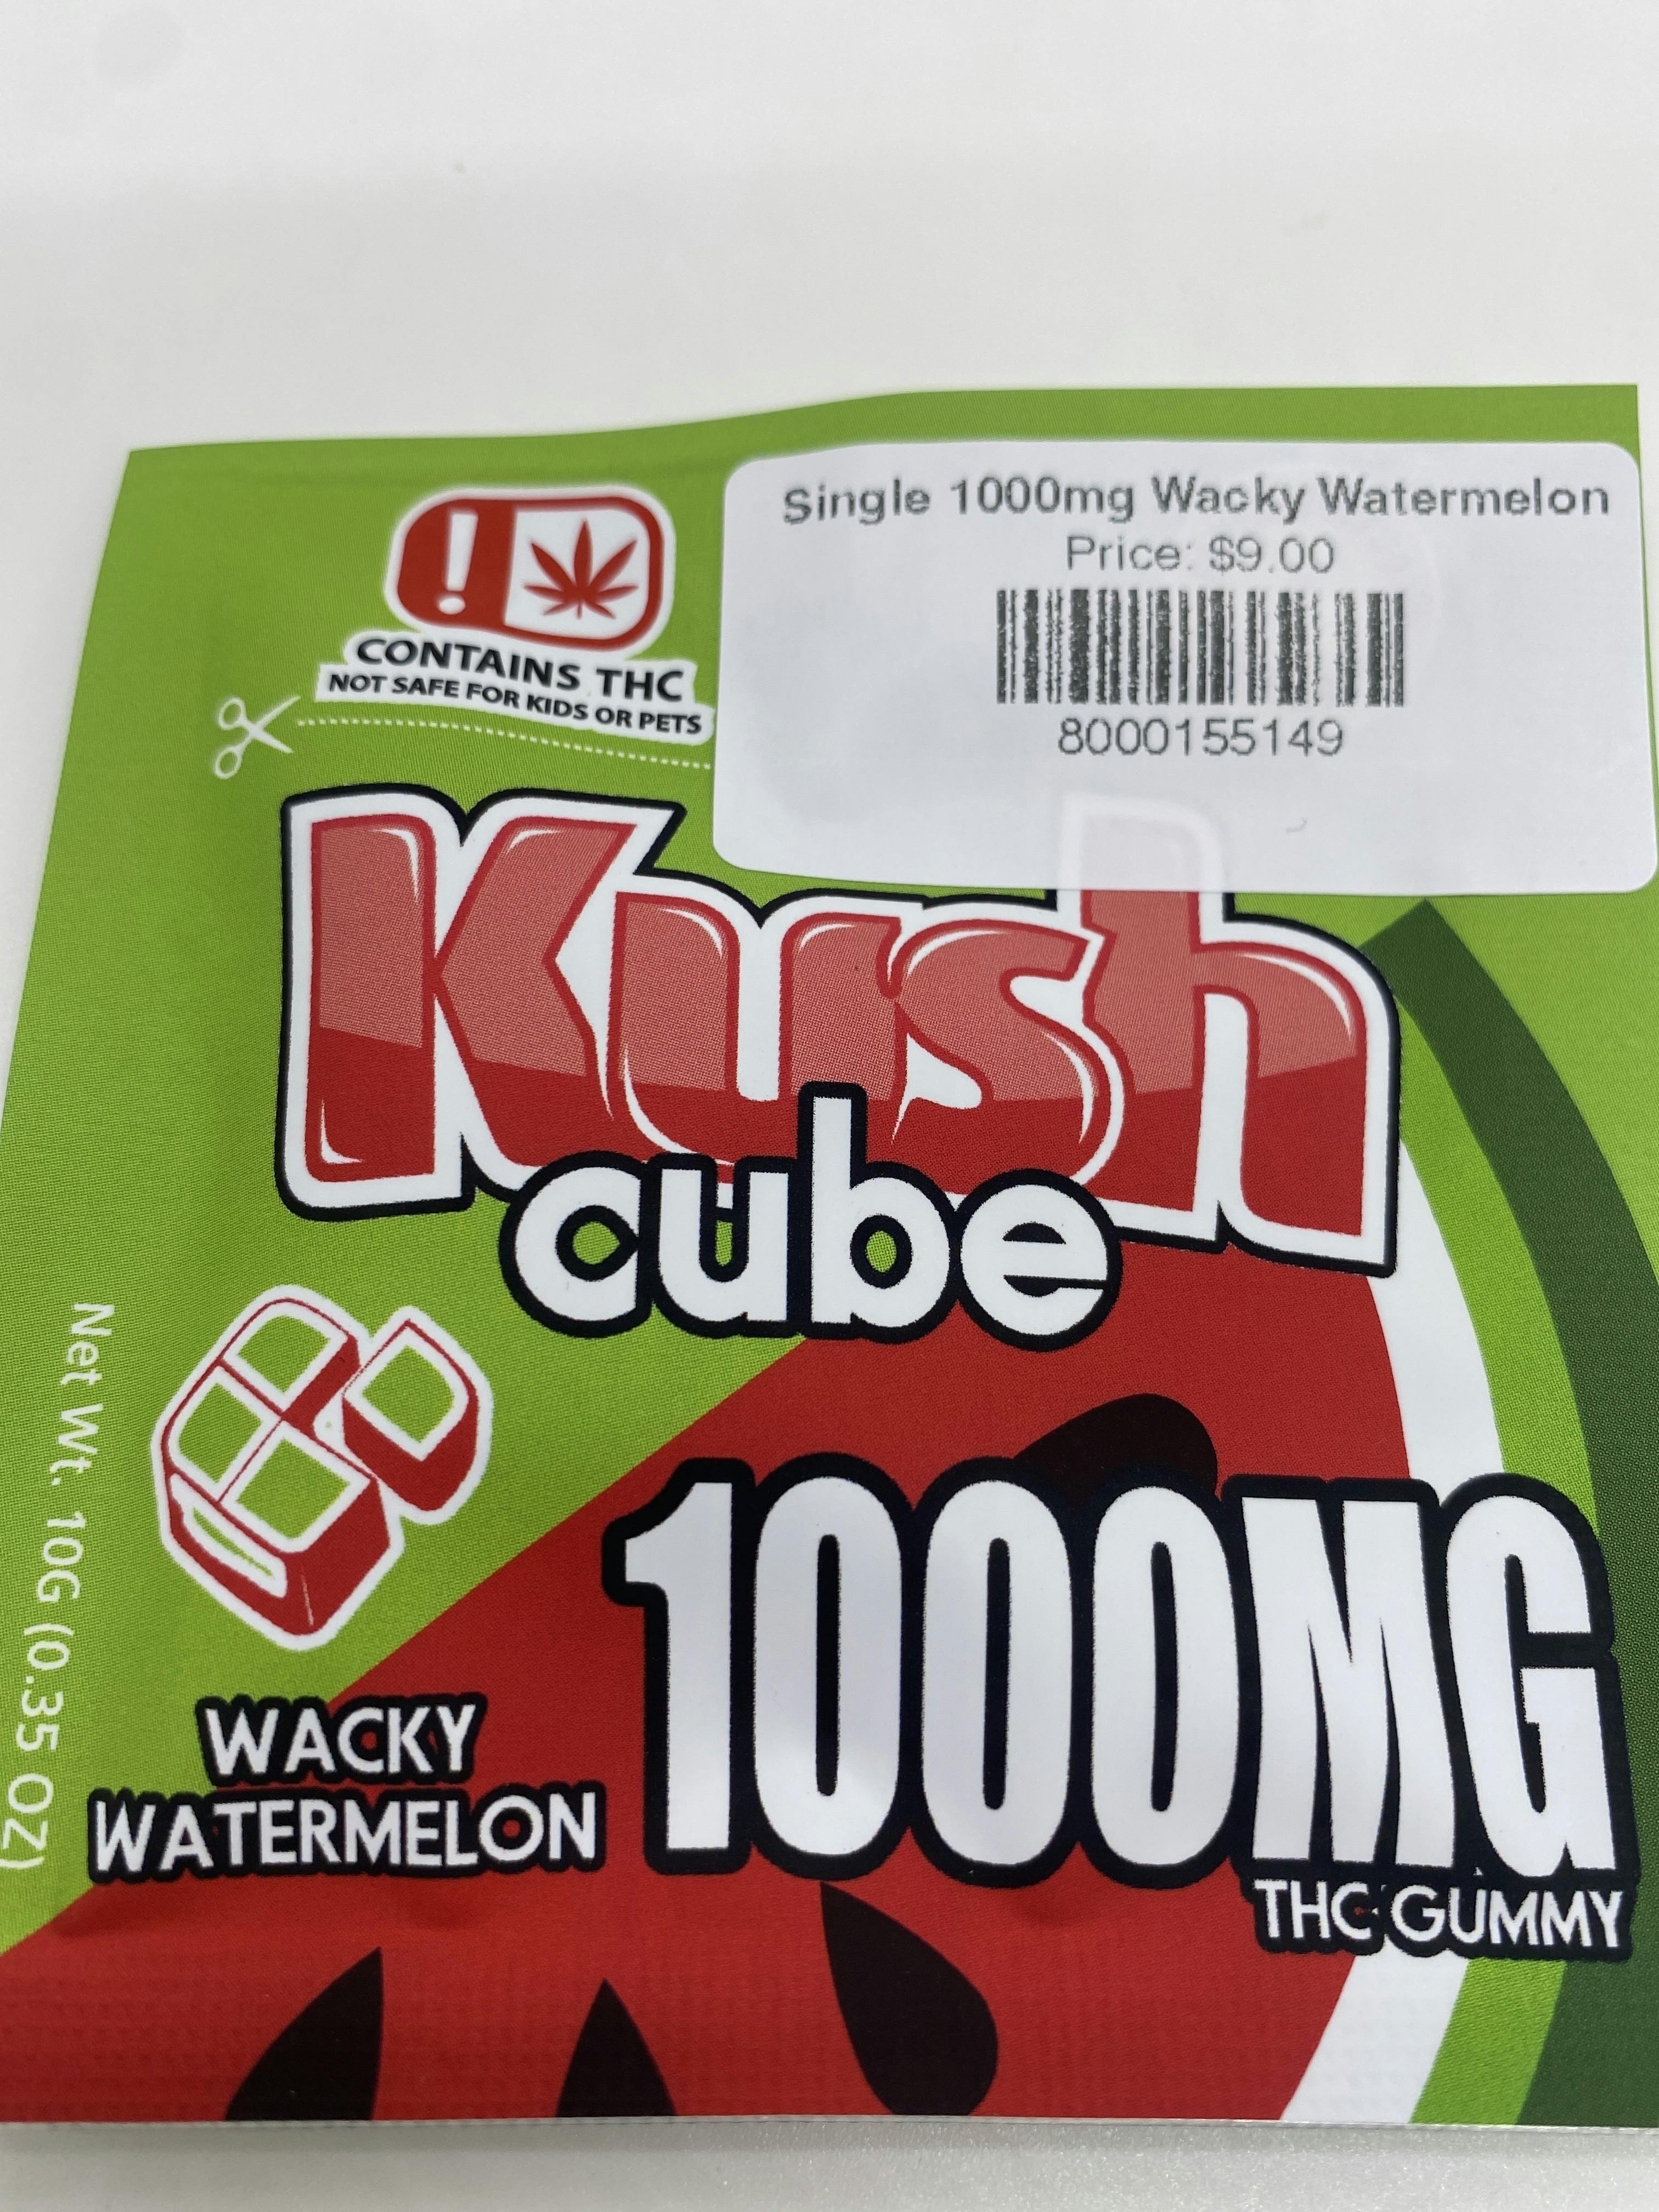 Single 1000mg Wacky Watermelon
Price: $9.00
8000155149
!
CONTAINS THC
NOT SAFE FOR KIDS OR PETS
Kush
cube
Net Wt. 10G (0.35 OZ)
1000MG
THC GUMMY
WACKY
WATERMELON